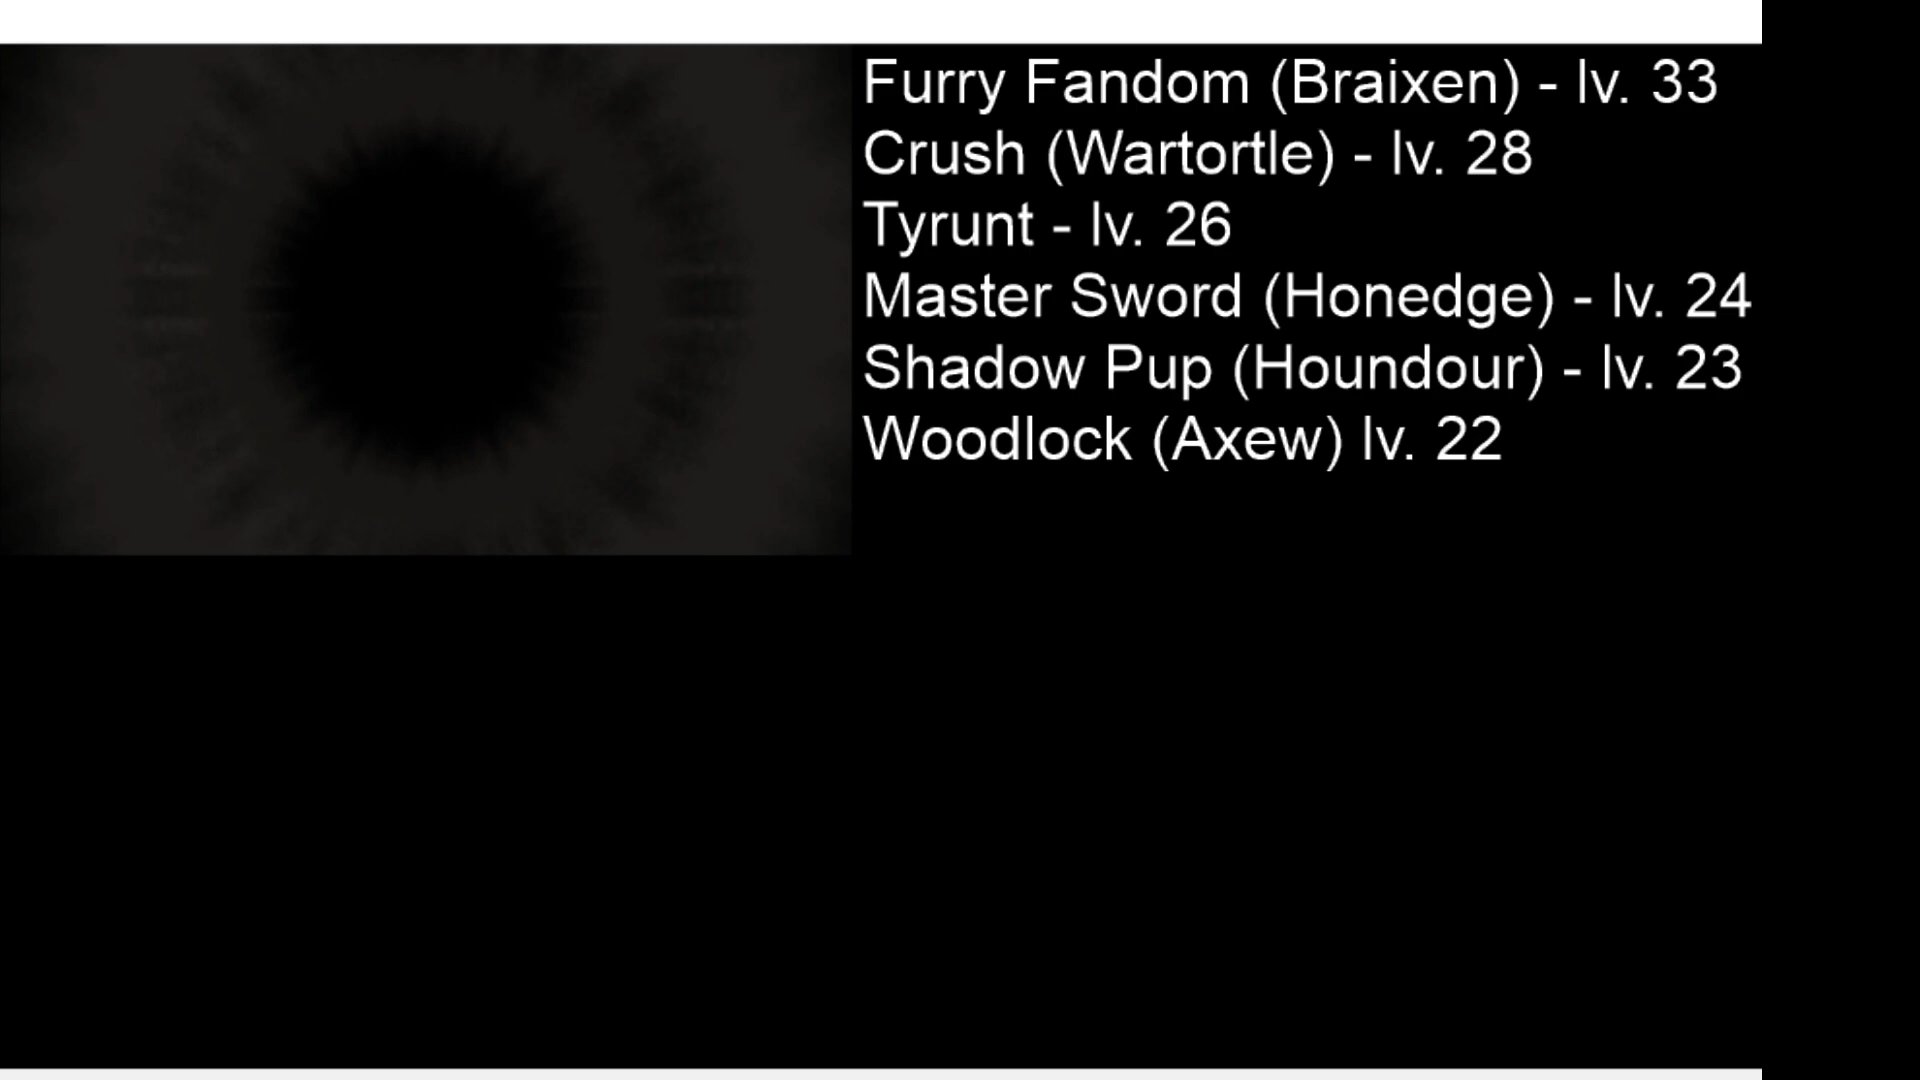 Furry Fandom (Braixen) - lv. 33
Crush (Wartortle) - lv. 28
Tyrunt - lv. 26
Master Sword (Honedge) - lv. 24
Shadow Pup (Houndour) - lv. 23
Woodlock (Axew) lv. 22